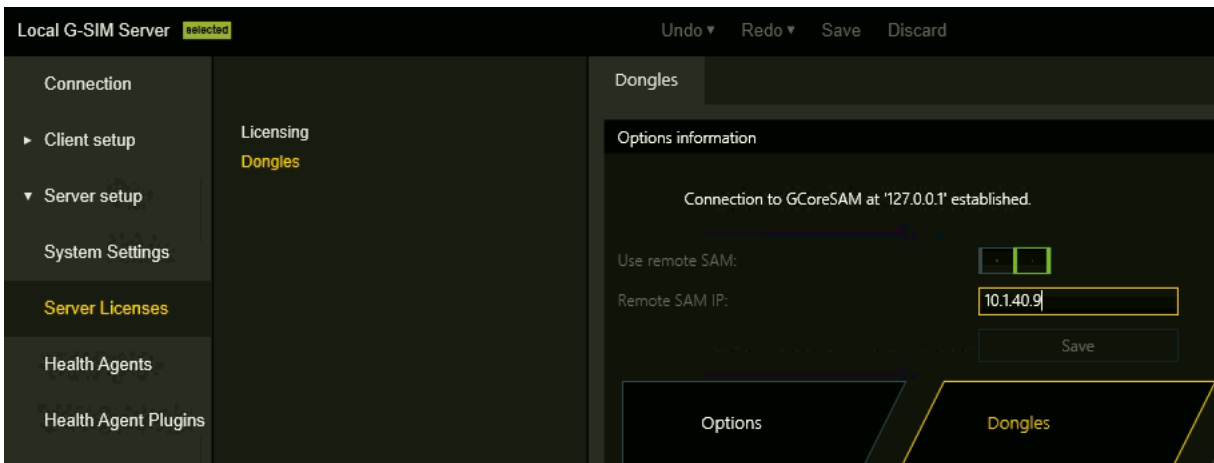 Local G-SIM Server selected
Undo ▾ Redo ▾ Save Discard
Connection
▸ Client setup
▾ Server setup
System Settings
Server Licenses
Health Agents
Health Agent Plugins
Licensing
Dongles
Dongles
Options information
Connection to GCoreSAM at '127.0.0.1' established.
Use remote SAM:
Remote SAM IP: 10.1.40.9
Save
Options Dongles